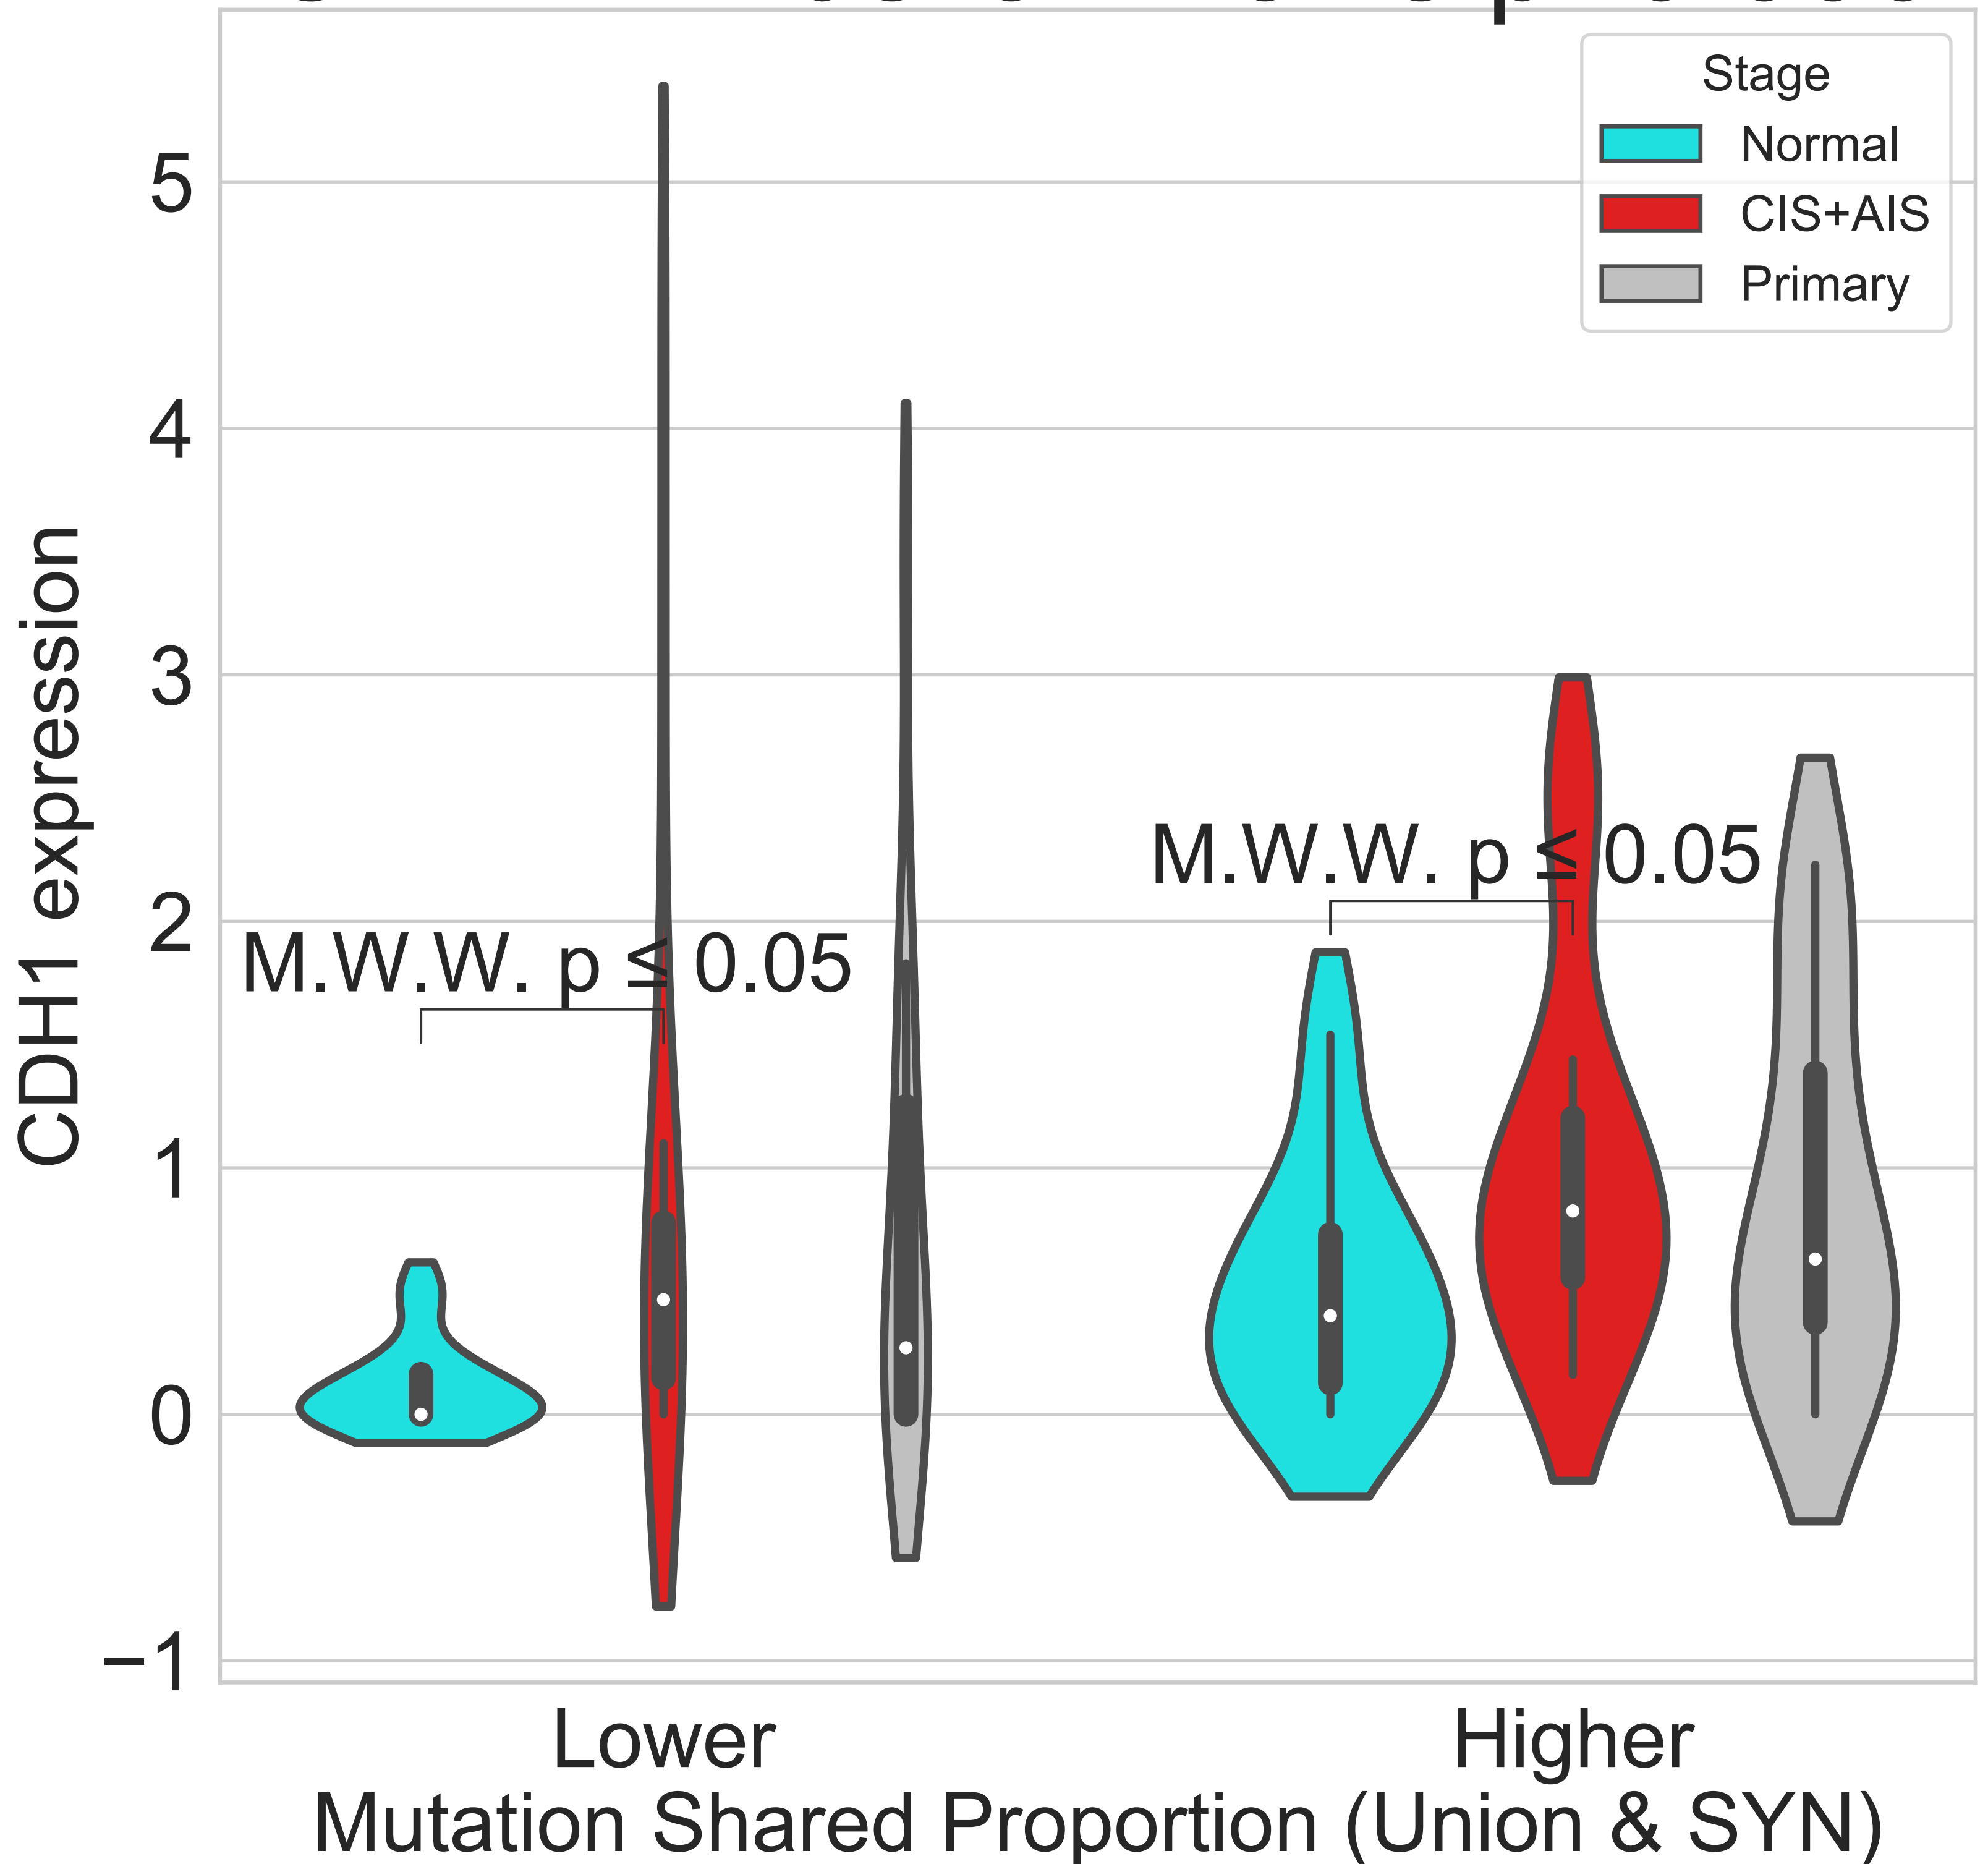 Stage
Normal
CIS+AIS
Primary
5
4
3
2
1
0
−1
CDH1 expression
M.W.W. p ≤ 0.05
M.W.W. p ≤ 0.05
Lower
Higher
Mutation Shared Proportion (Union & SYN)